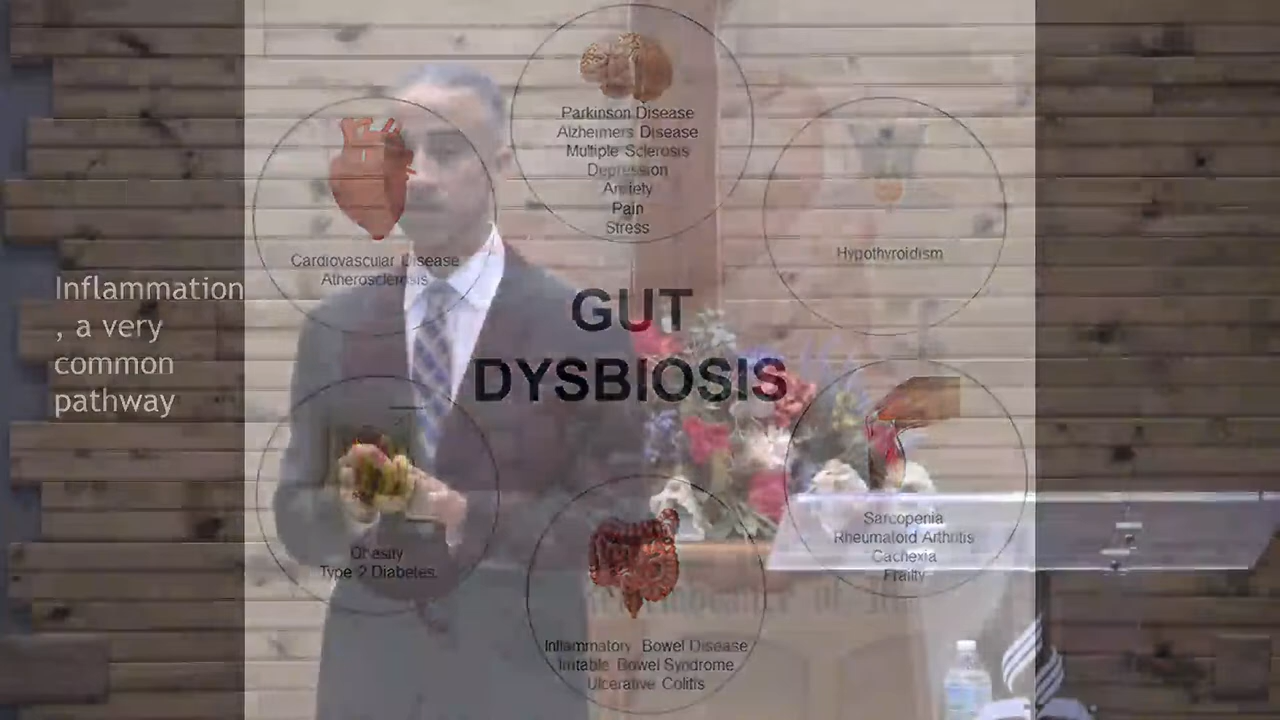 Parkinson Disease
Alzheimers Disease
Multiple Sclerosis
Depression
Anxiety
Pain
Stress
Cardiovascular Disease
Atherosclerosis
Hypothyroidism
Inflammation
, a very
common
pathway
GUT
DYSBIOSIS
Obesity
Type 2 Diabetes
Sarcopenia
Rheumatoid Arthritis
Cachexia
Frailty
Inflammatory Bowel Disease
Irritable Bowel Syndrome
Ulcerative Colitis